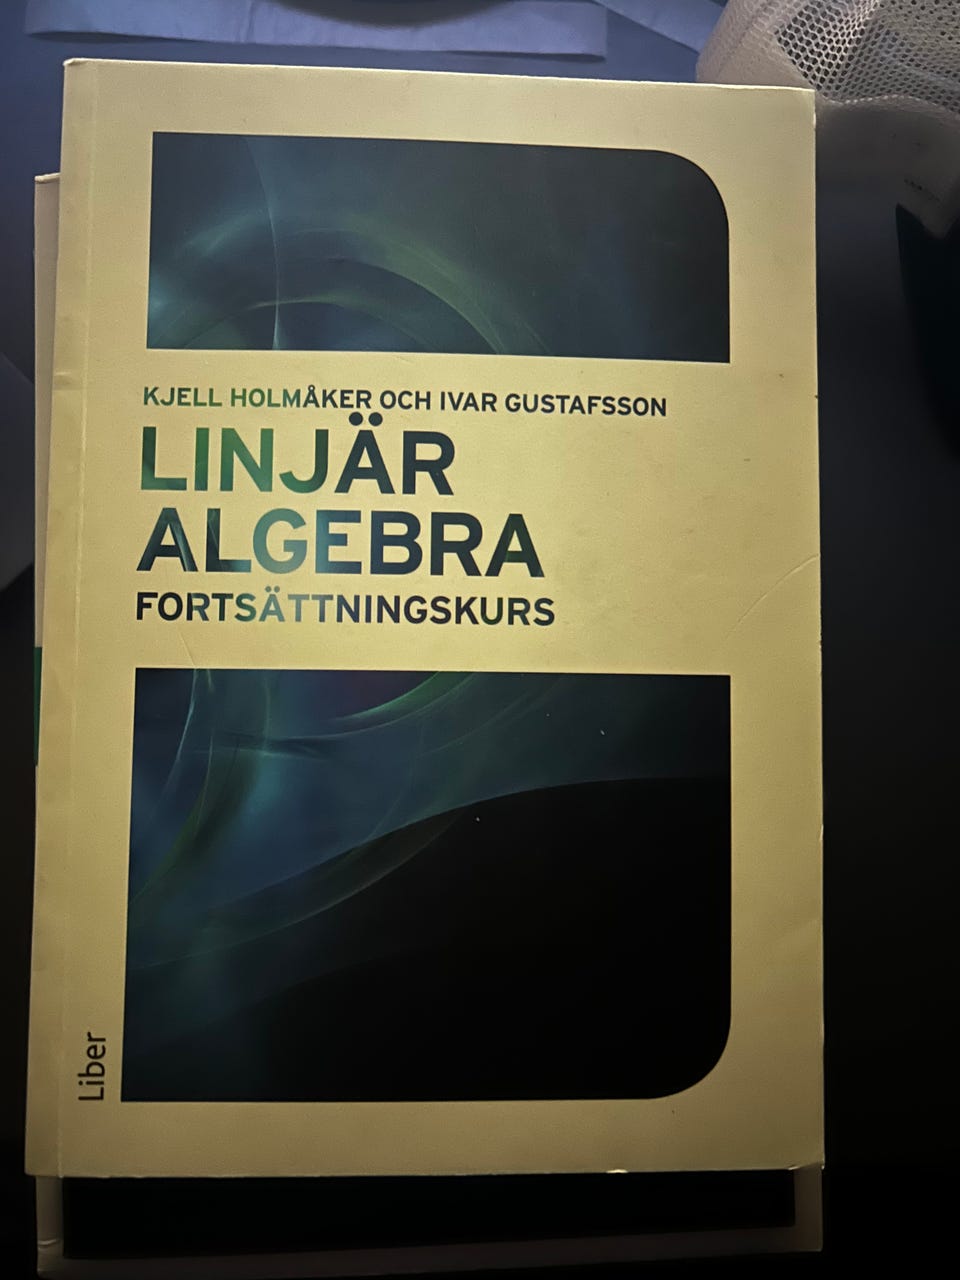 KJELL HOLMÅKER OCH IVAR GUSTAFSSON
LINJÄR
ALGEBRA
FORTSÄTTNINGSKURS
Liber